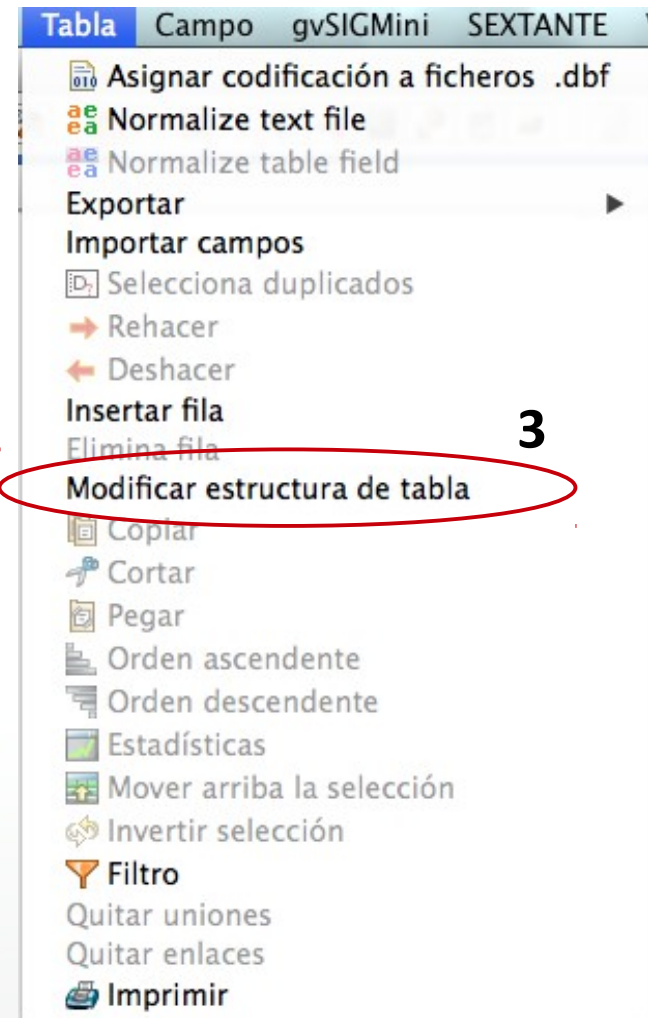 Tabla Campo gvSIGMini SEXTANTE
Asignar codificación a ficheros .dbf
Normalize text file
Normalize table field
Exportar
Importar campos
Selecciona duplicados
Rehacer
Deshacer
Insertar fila
3
Elimina fila
Modificar estructura de tabla
Copiar
Cortar
Pegar
Orden ascendente
Orden descendente
Estadísticas
Mover arriba la selección
Invertir selección
Filtro
Quitar uniones
Quitar enlaces
Imprimir